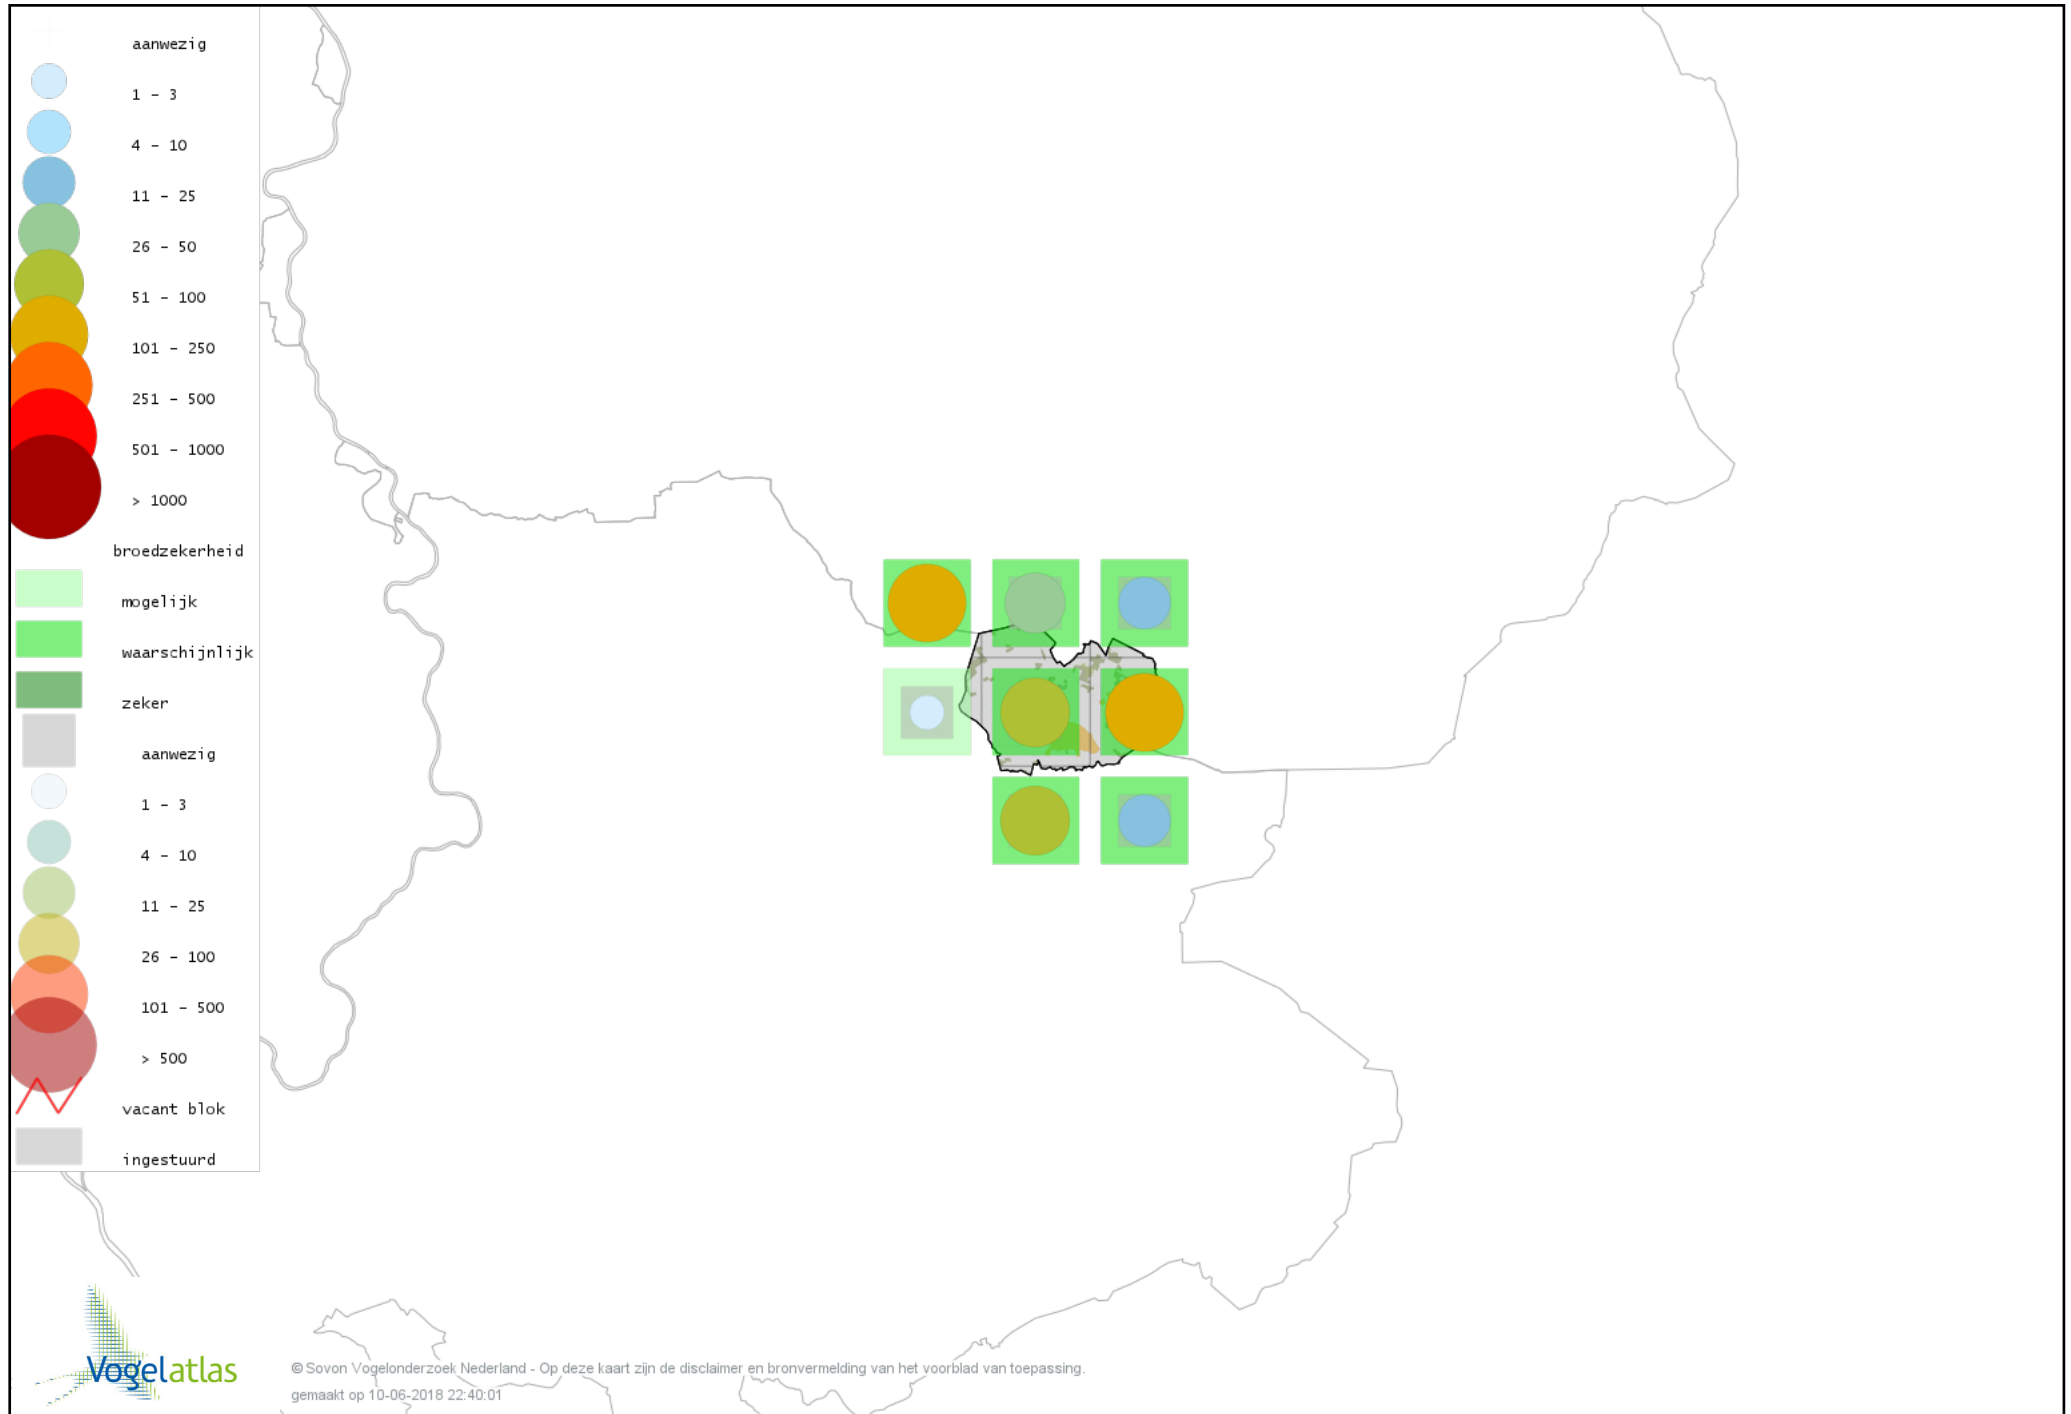 aanwezig
1 - 3
4 - 10
11 - 25
26 - 50
51 - 100
101 - 250
251 - 500
501 - 1000
> 1000
broedzekerheid
mogelijk
waarschijnlijk
zeker
aanwezig
1 - 3
4 - 10
11 - 25
26 - 100
101 - 500
> 500
vacant blok
ingestuurd
Vogelatlas
© Sovon Vogelonderzoek Nederland - Op deze kaart zijn de disclaimer en bronvermelding van het voorblad van toepassing.
gemaakt op 10-06-2018 22:40:01